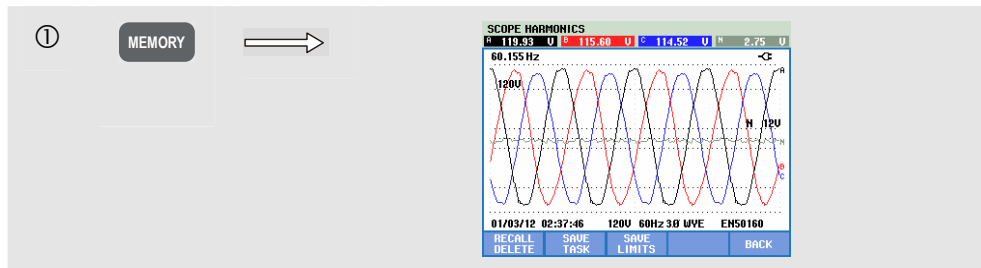 ① MEMORY
SCOPE HARMONICS
A 119.93 V B 115.60 V C 114.52 V N 2.75 V
60.155 Hz
A
120V
N 12V
N
B
C
01/03/12 02:37:46 120V 60Hz 3Ø WYE EN50160
RECALL DELETE SAVE TASK SAVE LIMITS BACK